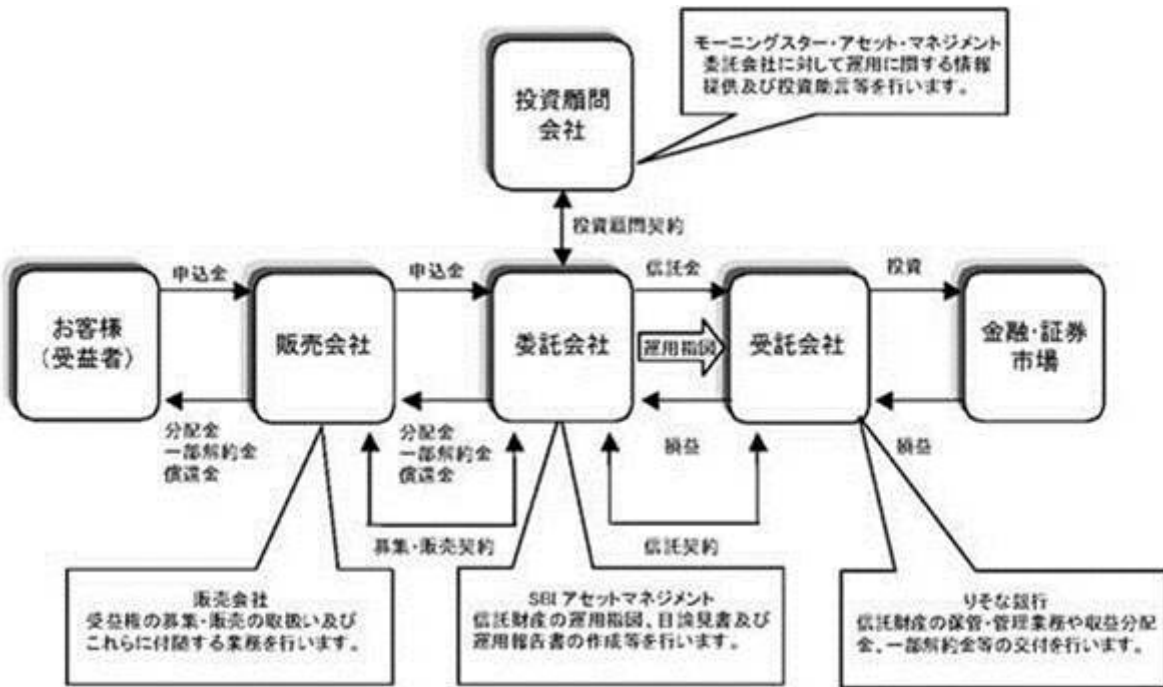 モーニングスター・アセット・マネジメント
委託会社に対して運用に関する情報
提供及び投資助言等を行います。
投資顧問
会社
投資顧問契約
申込金
申込金
信託金
投資
お客様
(受益者)
販売会社
委託会社
運用指図
受託会社
金融・証券
市場
分配金
一部解約金
償還金
分配金
一部解約金
償還金
損益
損益
募集・販売契約
信託契約
販売会社
受益権の募集・販売の取扱い及び
これらに付随する業務を行います。
SBIアセットマネジメント
信託財産の運用指図、目論見書及び
運用報告書の作成等を行います。
りそな銀行
信託財産の保管・管理業務や収益分配
金、一部解約金等の交付を行います。